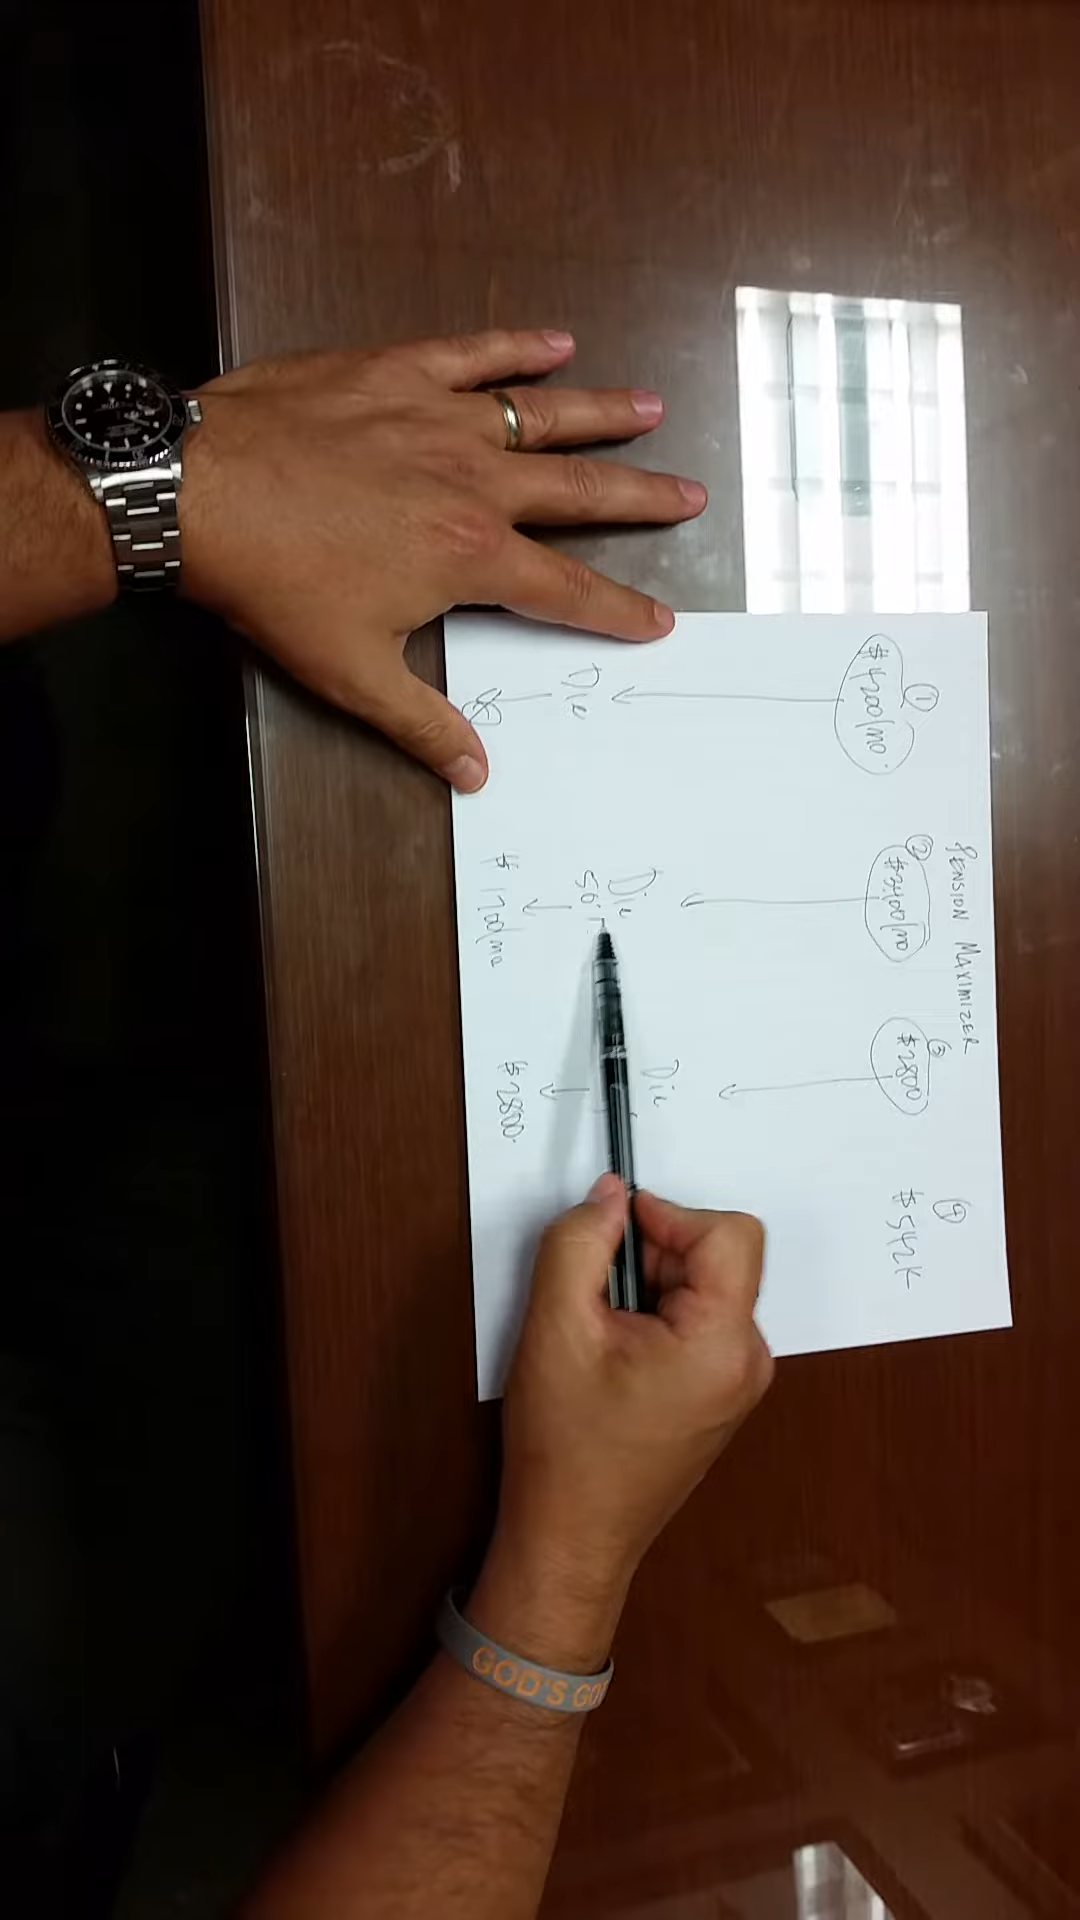 PENSION MAXIMIZER
①
$4200/mo.
Die
②
$3400/mo
Die
50%
$1700/mo
③
$2800
Die
$2800.
④
$542K
GOD'S GO